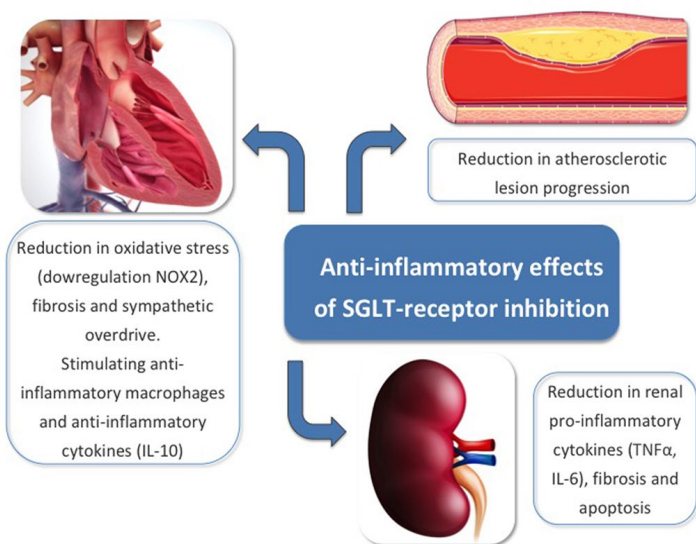 Reduction in atherosclerotic
lesion progression
Reduction in oxidative stress
(dowregulation NOX2),
fibrosis and sympathetic
overdrive.
Stimulating anti-
inflammatory macrophages
and anti-inflammatory
cytokines (IL-10)
Anti-inflammatory effects
of SGLT-receptor inhibition
Reduction in renal
pro-inflammatory
cytokines (TNFα,
IL-6), fibrosis and
apoptosis